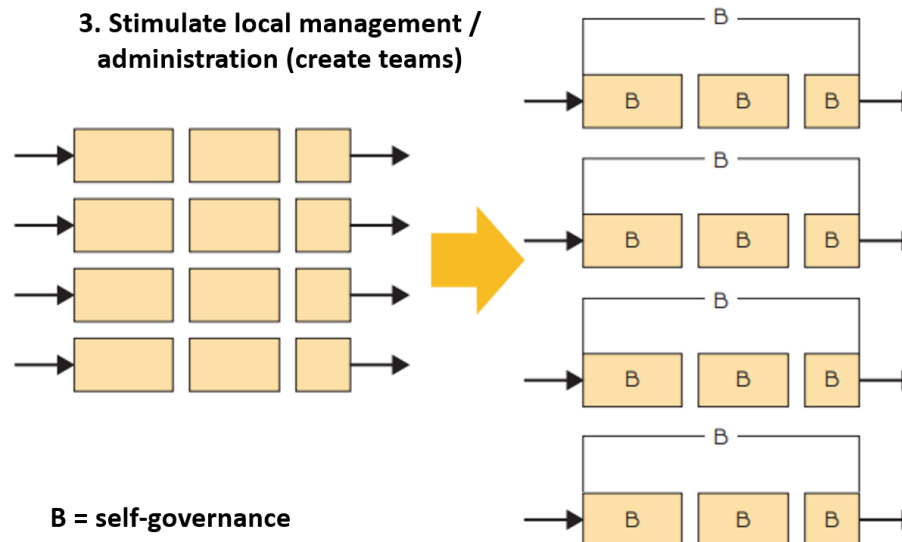 3. Stimulate local management /
administration (create teams)
B
B B B
B
B B B
B
B B B
B
B B B
B = self-governance